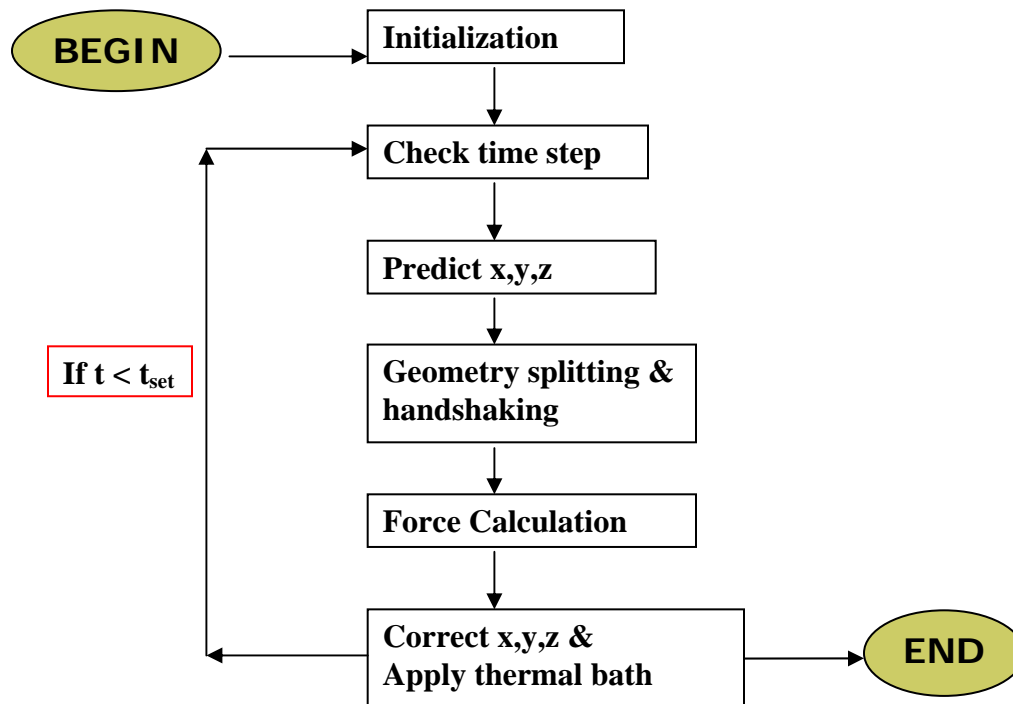 BEGIN
Initialization
Check time step
Predict x,y,z
If t < tset
Geometry splitting &
handshaking
Force Calculation
Correct x,y,z &
Apply thermal bath
END